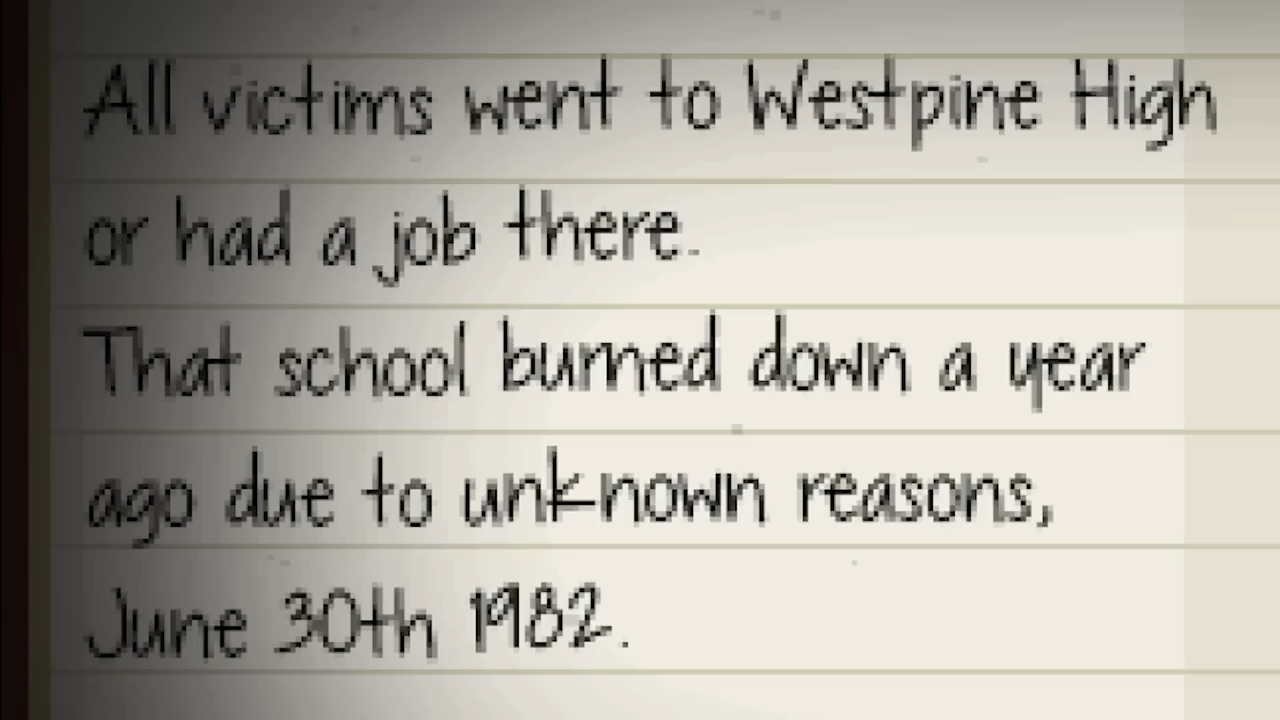 All victims went to Westpine High
or had a job there.
That school burned down a year
ago due to unknown reasons,
June 30th 1982.